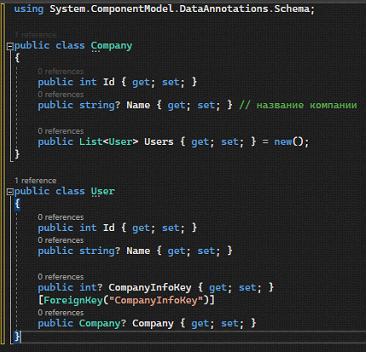 using System.ComponentModel.DataAnnotations.Schema;
1 reference
public class Company
{
0 references
public int Id { get; set; }
0 references
public string? Name { get; set; } // название компании
0 references
public List<User> Users { get; set; } = new();
}
1 reference
public class User
{
0 references
public int Id { get; set; }
0 references
public string? Name { get; set; }
0 references
public int? CompanyInfoKey { get; set; }
[ForeignKey("CompanyInfoKey")]
0 references
public Company? Company { get; set; }
}